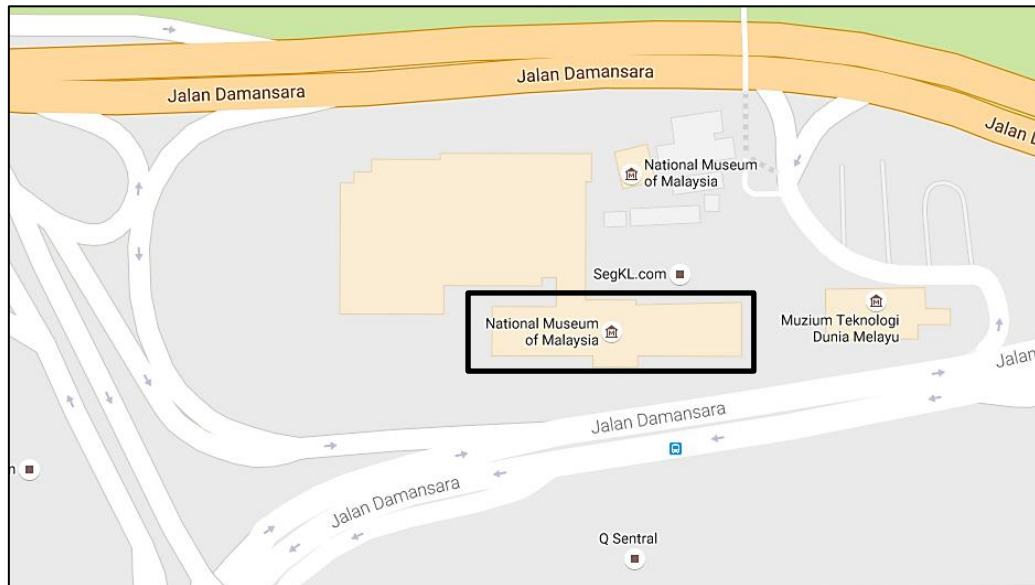 Jalan Damansara
Jalan Damansara
Jalan D
National Museum
of Malaysia
SegKL.com
National Museum
of Malaysia
Muzium Teknologi
Dunia Melayu
Jalan
Jalan Damansara
Jalan Damansara
n
Q Sentral